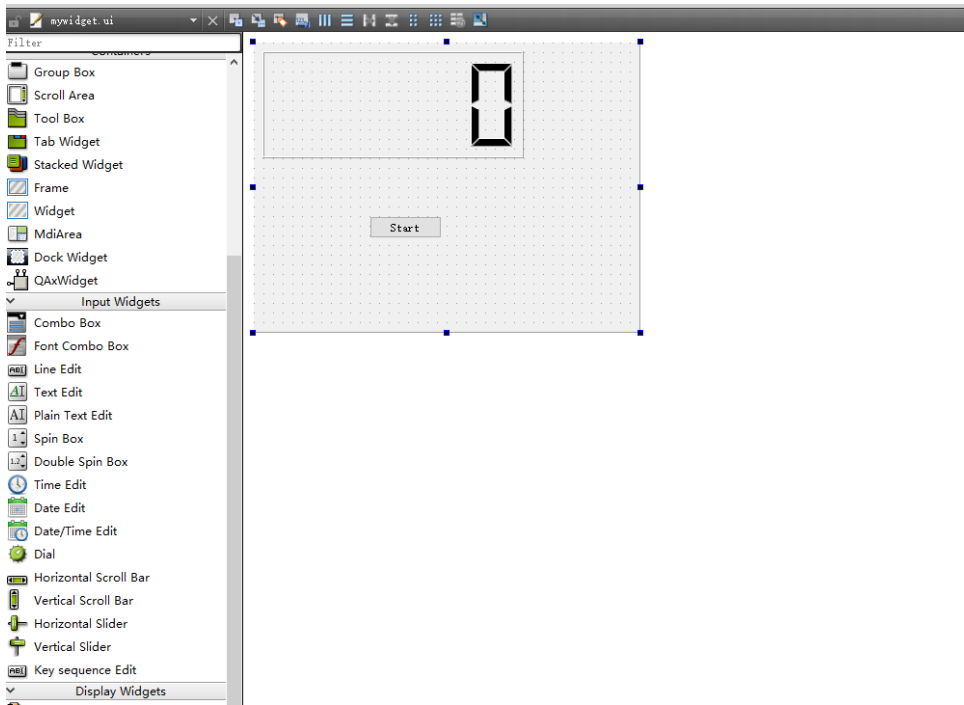 mywidget.ui
Filter
Containers
Group Box
Scroll Area
Tool Box
Tab Widget
Stacked Widget
Frame
Widget
MdiArea
Dock Widget
QAxWidget
Input Widgets
Combo Box
Font Combo Box
Line Edit
Text Edit
Plain Text Edit
Spin Box
Double Spin Box
Time Edit
Date Edit
Date/Time Edit
Dial
Horizontal Scroll Bar
Vertical Scroll Bar
Horizontal Slider
Vertical Slider
Key sequence Edit
Display Widgets
0
Start